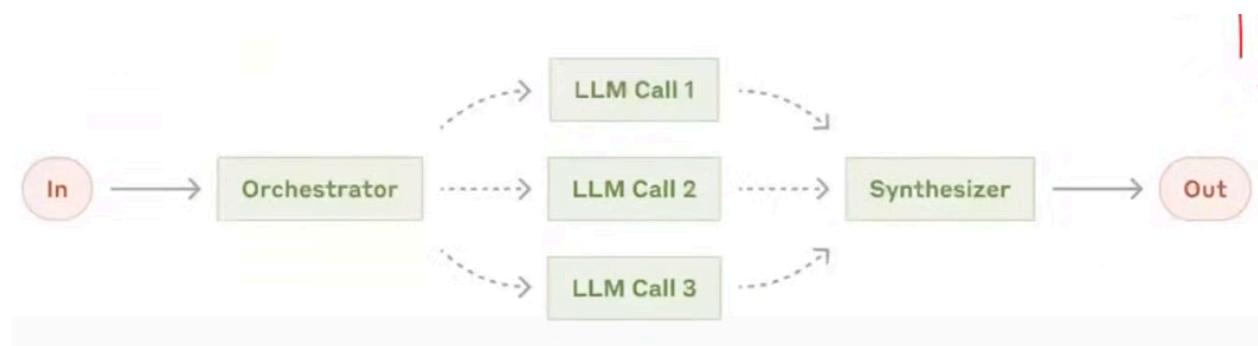 In
Orchestrator
LLM Call 1
LLM Call 2
LLM Call 3
Synthesizer
Out